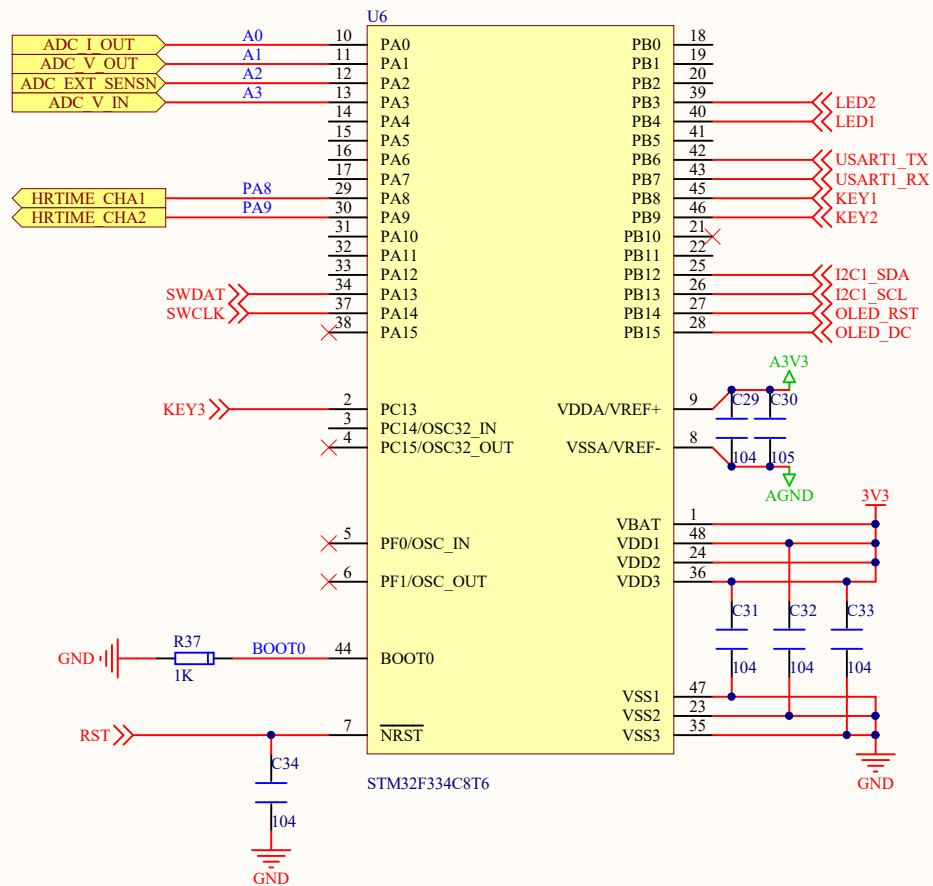 U6
ADC_I_OUT A0 10 PA0 PB0 18
ADC_V_OUT A1 11 PA1 PB1 19
ADC_EXT_SENSN A2 12 PA2 PB2 20
ADC_V_IN A3 13 PA3 PB3 39 LED2
14 PA4 PB4 40 LED1
15 PA5 PB5 41
16 PA6 PB6 42 USART1_TX
17 PA7 PB7 43 USART1_RX
HRTIME_CHA1 PA8 29 PA8 PB8 45 KEY1
HRTIME_CHA2 PA9 30 PA9 PB9 46 KEY2
31 PA10 PB10 21
32 PA11 PB11 22
33 PA12 PB12 25 I2C1_SDA
SWDAT 34 PA13 PB13 26 I2C1_SCL
SWCLK 37 PA14 PB14 27 OLED_RST
38 PA15 PB15 28 OLED_DC
A3V3
KEY3 2 PC13 VDDA/VREF+ 9 C29 C30
3 PC14/OSC32_IN
4 PC15/OSC32_OUT VSSA/VREF- 8 104 105
AGND
3V3
VBAT 1
5 PF0/OSC_IN VDD1 48
VDD2 24
6 PF1/OSC_OUT VDD3 36
C31 C32 C33
GND R37 1K BOOT0 44 BOOT0 104 104 104
VSS1 47
VSS2 23
RST 7 NRST VSS3 35
C34 GND
STM32F334C8T6
104
GND